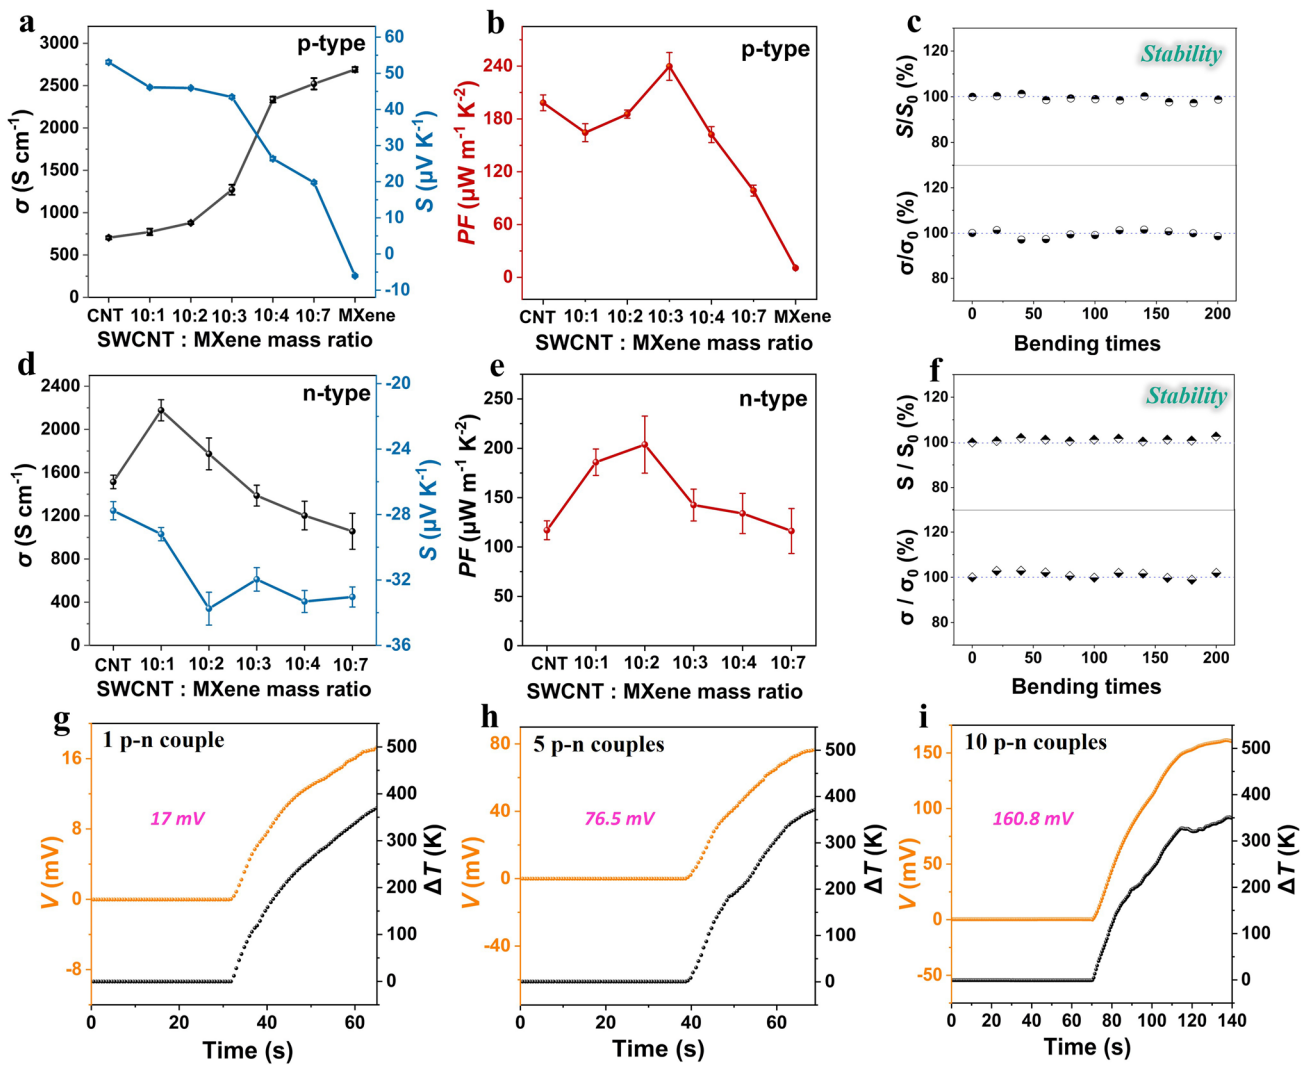 a
p-type
3000
2500
2000
1500
1000
500
0
σ (S cm⁻¹)
60
50
40
30
20
10
0
-10
S (μV K⁻¹)
CNT 10:1 10:2 10:3 10:4 10:7 MXene
SWCNT : MXene mass ratio
b
p-type
240
180
120
60
0
PF (μW m⁻¹ K⁻²)
CNT 10:1 10:2 10:3 10:4 10:7 MXene
SWCNT : MXene mass ratio
c
Stability
120
100
80
S/S₀ (%)
120
100
80
σ/σ₀ (%)
0 50 100 150 200
Bending times
d
n-type
2400
2000
1600
1200
800
400
0
σ (S cm⁻¹)
-20
-24
-28
-32
-36
S (μV K⁻¹)
CNT 10:1 10:2 10:3 10:4 10:7
SWCNT : MXene mass ratio
e
n-type
250
200
150
100
50
0
PF (μW m⁻¹ K⁻²)
CNT 10:1 10:2 10:3 10:4 10:7
SWCNT : MXene mass ratio
f
Stability
120
100
80
S / S₀ (%)
120
100
80
σ / σ₀ (%)
0 50 100 150 200
Bending times
g
1 p-n couple
17 mV
16
8
0
-8
V (mV)
500
400
300
200
100
0
ΔT (K)
0 20 40 60
Time (s)
h
5 p-n couples
76.5 mV
80
40
0
-40
V (mV)
500
400
300
200
100
0
ΔT (K)
0 20 40 60
Time (s)
i
10 p-n couples
160.8 mV
150
100
50
0
-50
V (mV)
500
400
300
200
100
0
ΔT (K)
0 20 40 60 80 100 120 140
Time (s)